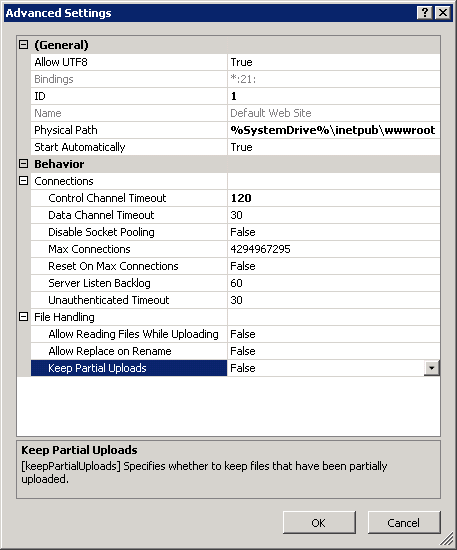 Advanced Settings
(General)
Allow UTF8 True
Bindings *:21:
ID 1
Name Default Web Site
Physical Path %SystemDrive%\inetpub\wwwroot
Start Automatically True
Behavior
Connections
Control Channel Timeout 120
Data Channel Timeout 30
Disable Socket Pooling False
Max Connections 4294967295
Reset On Max Connections False
Server Listen Backlog 60
Unauthenticated Timeout 30
File Handling
Allow Reading Files While Uploading False
Allow Replace on Rename False
Keep Partial Uploads False
Keep Partial Uploads
[keepPartialUploads] Specifies whether to keep files that have been partially
uploaded.
OK Cancel